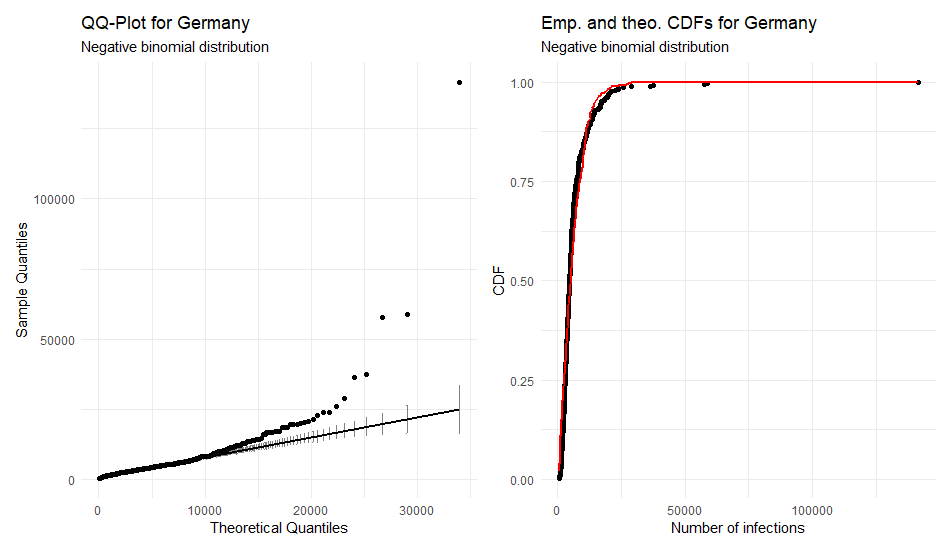 QQ-Plot for Germany
Negative binomial distribution
100000
50000
0
Sample Quantiles
0
10000
20000
30000
Theoretical Quantiles
Emp. and theo. CDFs for Germany
Negative binomial distribution
1.00
0.75
0.50
0.25
0.00
CDF
0
50000
100000
Number of infections